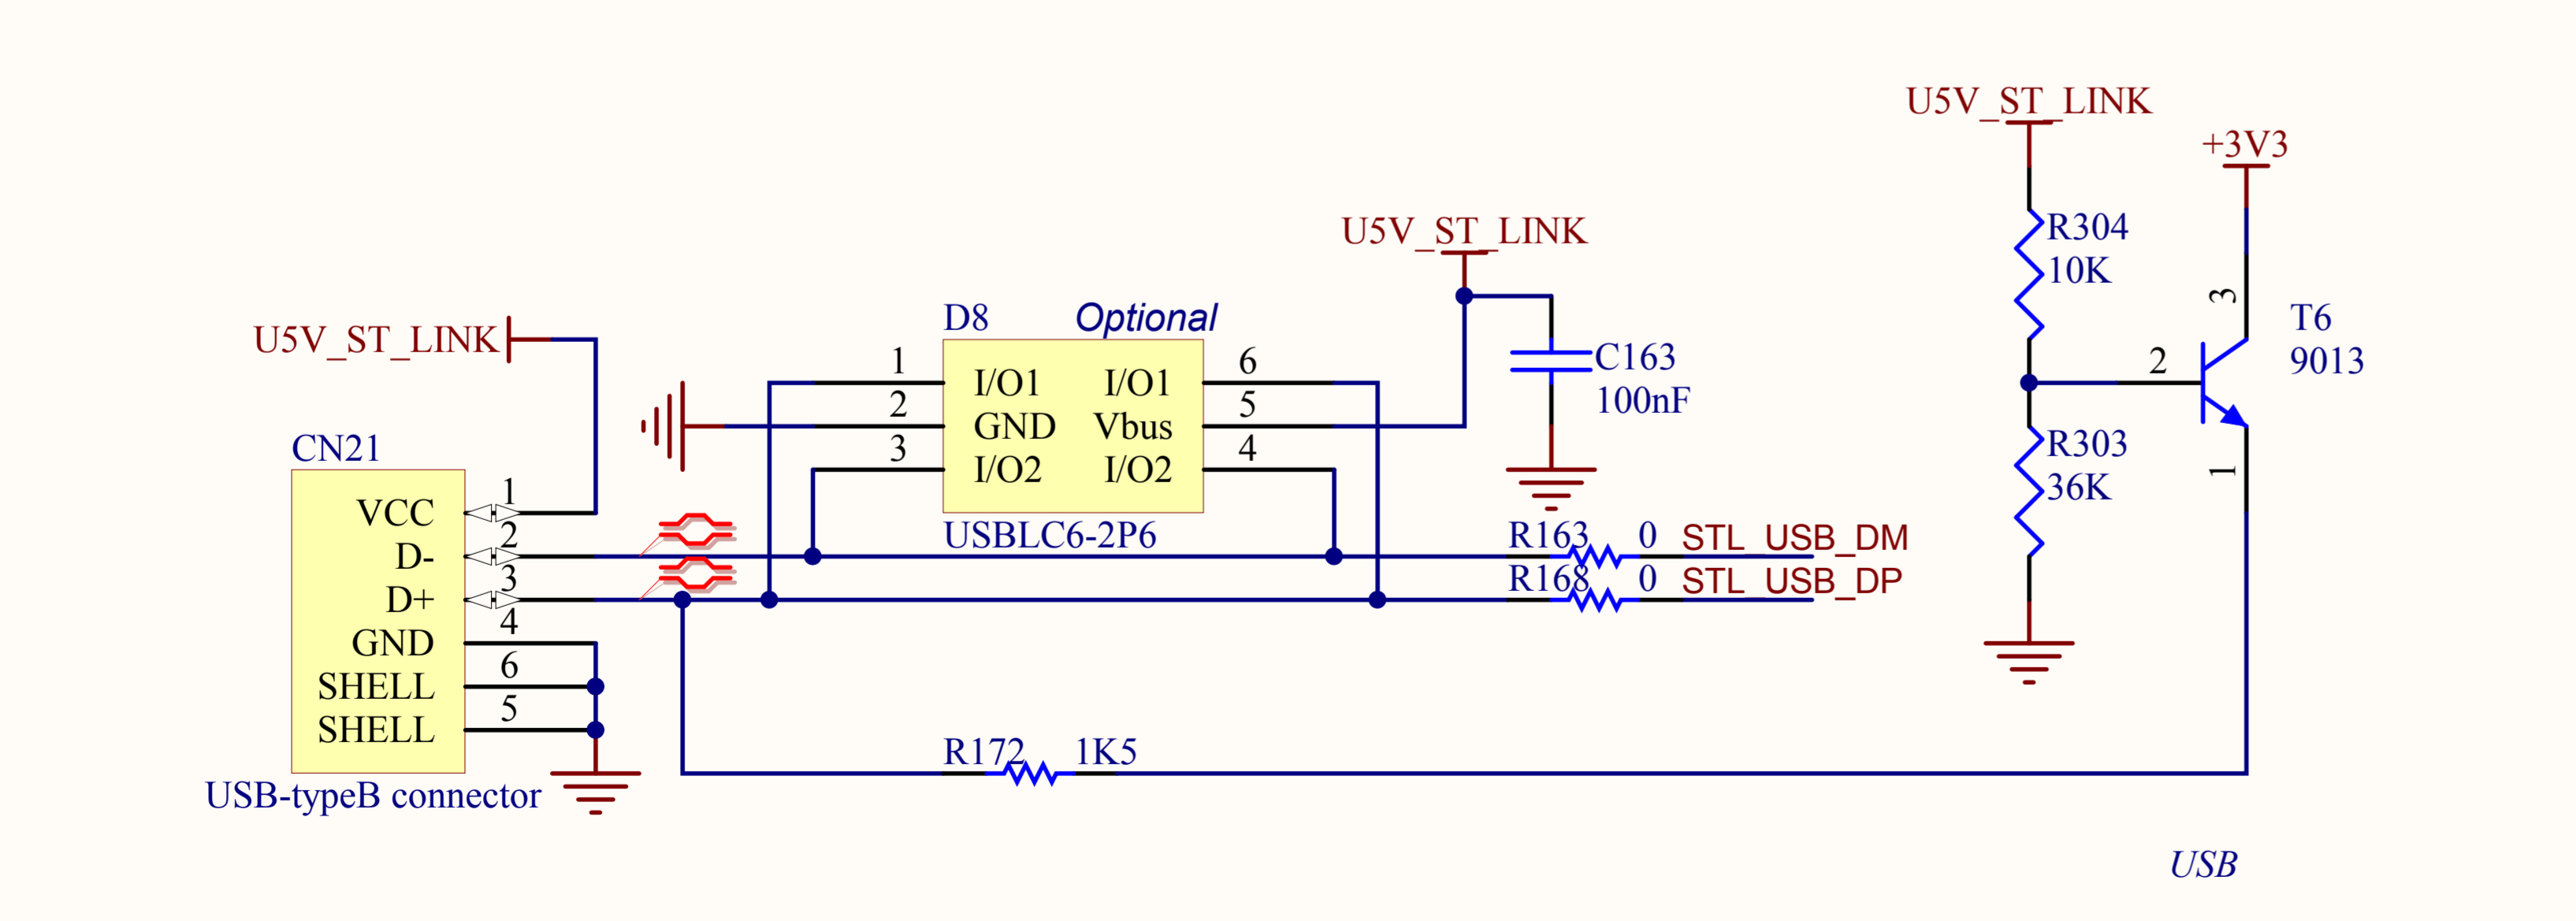 U5V_ST_LINK
CN21
VCC
1
D-
2
D+
3
GND
4
SHELL
6
SHELL
5
USB-typeB connector
D8
Optional
1
I/O1
I/O1
6
2
GND
Vbus
5
3
I/O2
I/O2
4
USBLC6-2P6
U5V_ST_LINK
C163
100nF
R163
0
STL_USB_DM
R168
0
STL_USB_DP
R172
1K5
U5V_ST_LINK
R304
10K
R303
36K
+3V3
3
2
1
T6
9013
USB